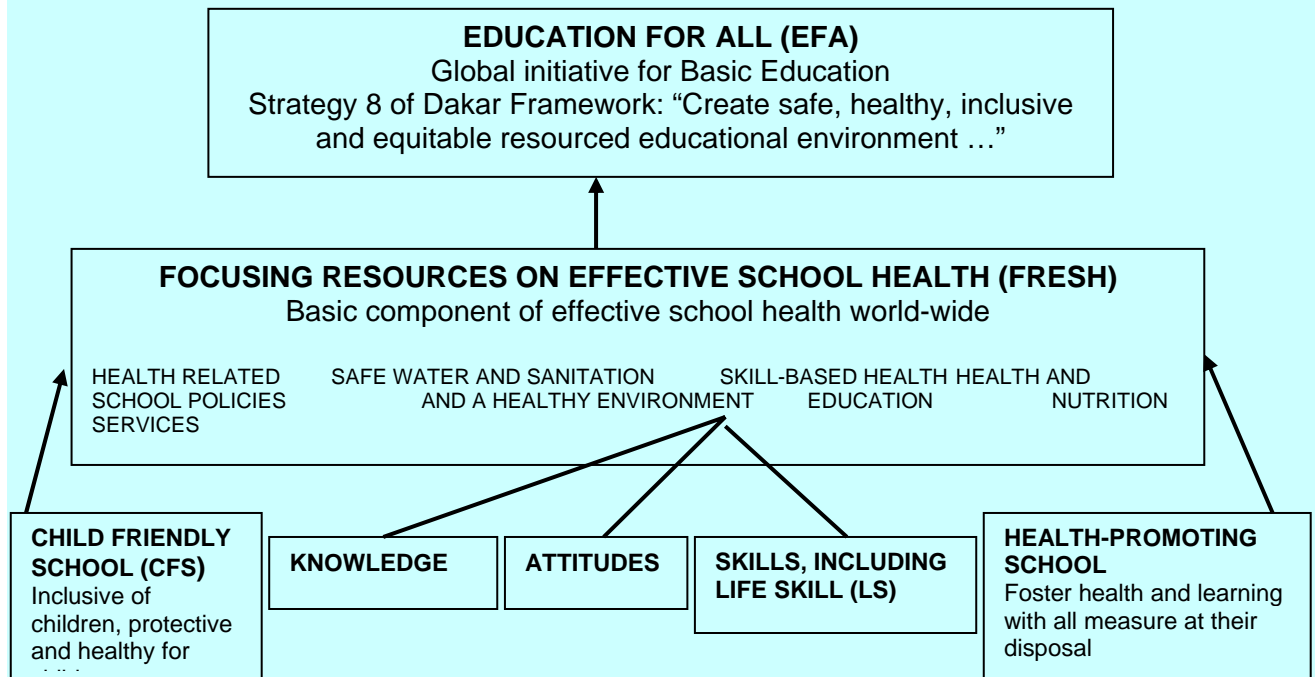 EDUCATION FOR ALL (EFA)
Global initiative for Basic Education
Strategy 8 of Dakar Framework: “Create safe, healthy, inclusive
and equitable resourced educational environment …”
FOCUSING RESOURCES ON EFFECTIVE SCHOOL HEALTH (FRESH)
Basic component of effective school health world-wide
HEALTH RELATED SAFE WATER AND SANITATION SKILL-BASED HEALTH HEALTH AND
SCHOOL POLICIES AND A HEALTHY ENVIRONMENT EDUCATION NUTRITION
SERVICES
CHILD FRIENDLY
SCHOOL (CFS)
Inclusive of
children, protective
and healthy for
KNOWLEDGE
ATTITUDES
SKILLS, INCLUDING
LIFE SKILL (LS)
HEALTH-PROMOTING
SCHOOL
Foster health and learning
with all measure at their
disposal